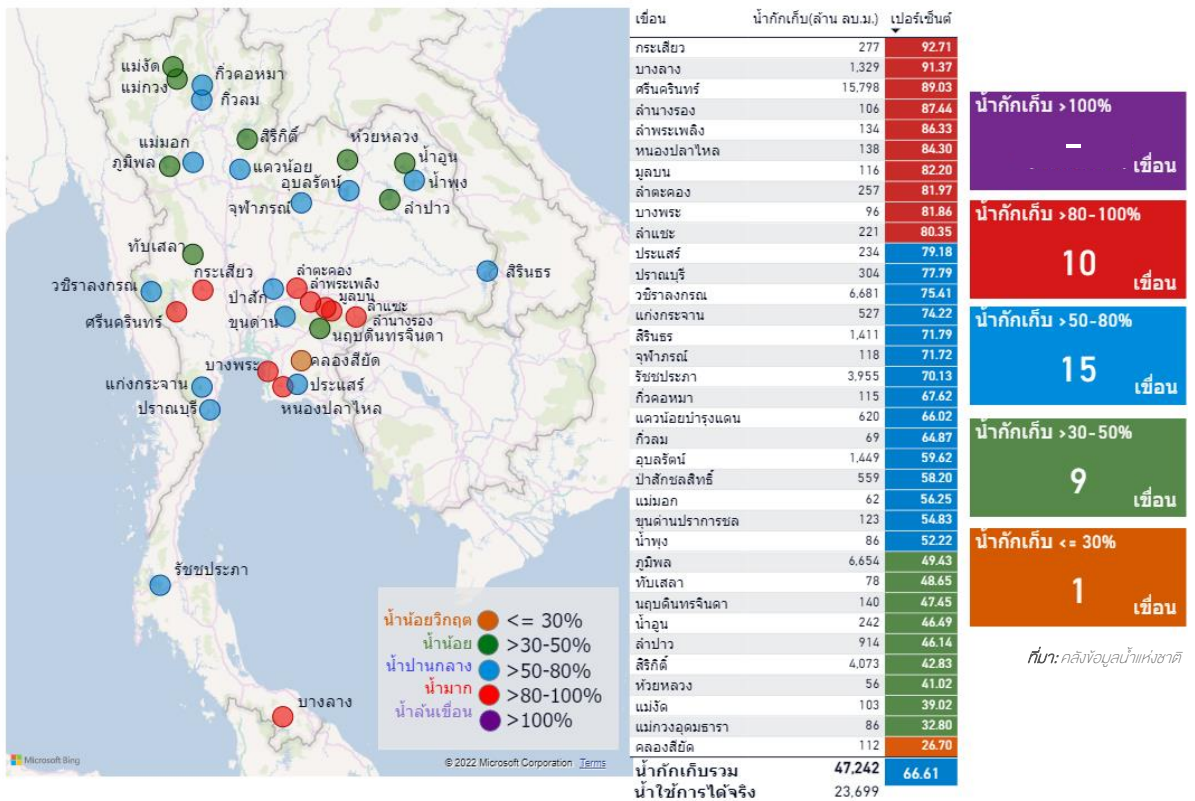 แม่งัด
แม่กวง
กิ่วคอหมา
กิ่วลม
สิริกิติ์
แม่มอก
ภูมิพล
แควน้อย
ห้วยหลวง
น้ำอูน
อุบลรัตน์
น้ำพุง
จุฬาภรณ์
ลำปาว
ทับเสลา
กระเสียว
วชิราลงกรณ
ศรีนครินทร์
ป่าสัก
ขุนด่าน
ลำตะคอง
ลำพระเพลิง
มูลบน
ลำแชะ
ลำนางรอง
นฤบดินทรจินดา
สิรินธร
บางพระ
คลองสียัด
ประแสร์
หนองปลาไหล
แก่งกระจาน
ปราณบุรี
รัชชประภา
บางลาง
น้ำน้อยวิกฤต <= 30%
น้ำน้อย >30-50%
น้ำปานกลาง >50-80%
น้ำมาก >80-100%
น้ำล้นเขื่อน >100%
Microsoft Bing
© 2022 Microsoft Corporation Terms
เขื่อน น้ำกักเก็บ(ล้าน ลบ.ม.) เปอร์เซ็นต์
กระเสียว 277 92.71
บางลาง 1,329 91.37
ศรีนครินทร์ 15,798 89.03
ลำนางรอง 106 87.44
ลำพระเพลิง 134 86.33
หนองปลาไหล 138 84.30
มูลบน 116 82.20
ลำตะคอง 257 81.97
บางพระ 96 81.86
ลำแชะ 221 80.35
ประแสร์ 234 79.18
ปราณบุรี 304 77.79
วชิราลงกรณ 6,681 75.41
แก่งกระจาน 527 74.22
สิรินธร 1,411 71.79
จุฬาภรณ์ 118 71.72
รัชชประภา 3,955 70.13
กิ่วคอหมา 115 67.62
แควน้อยบำรุงแดน 620 66.02
กิ่วลม 69 64.87
อุบลรัตน์ 1,449 59.62
ป่าสักชลสิทธิ์ 559 58.20
แม่มอก 62 56.25
ขุนด่านปราการชล 123 54.83
น้ำพุง 86 52.22
ภูมิพล 6,654 49.43
ทับเสลา 78 48.65
นฤบดินทรจินดา 140 47.45
น้ำอูน 242 46.49
ลำปาว 914 46.14
สิริกิติ์ 4,073 42.83
ห้วยหลวง 56 41.02
แม่งัด 103 39.02
แม่กวงอุดมธารา 86 32.80
คลองสียัด 112 26.70
น้ำกักเก็บรวม 47,242 66.61
น้ำใช้การได้จริง 23,699
น้ำกักเก็บ >100%
-
เขื่อน
น้ำกักเก็บ >80-100%
10
เขื่อน
น้ำกักเก็บ >50-80%
15
เขื่อน
น้ำกักเก็บ >30-50%
9
เขื่อน
น้ำกักเก็บ <= 30%
1
เขื่อน
ที่มา: คลังข้อมูลน้ำแห่งชาติ